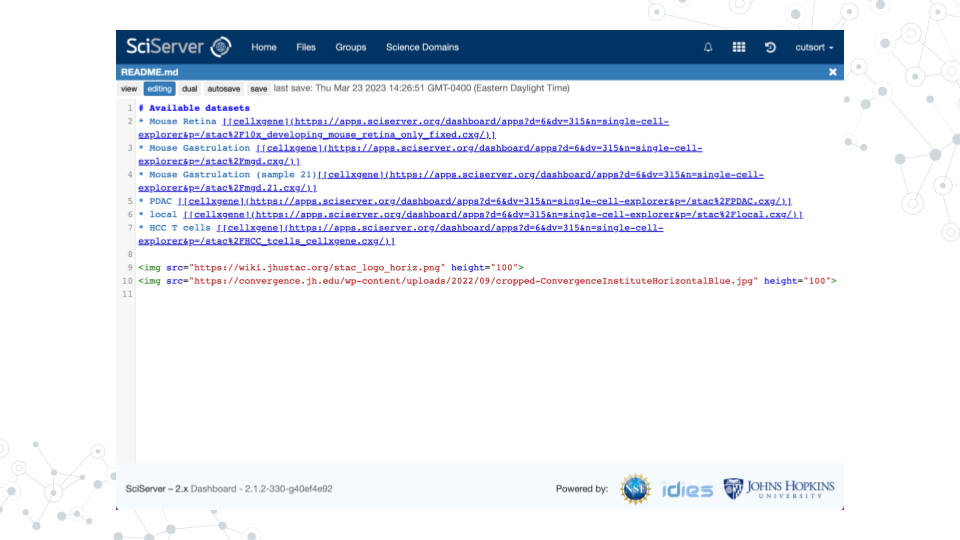 SciServer Home Files Groups Science Domains cutsort
README.md
view editing dual autosave save last save: Thu Mar 23 2023 14:26:51 GMT-0400 (Eastern Daylight Time)
1 # Available datasets
2 * Mouse Retina [[cellxgene](https://apps.sciserver.org/dashboard/apps?d=6&dv=315&n=single-cell-
explorer&p=/stac%2F10x_developing_mouse_retina_only_fixed.cxg/)]
3 * Mouse Gastrulation [[cellxgene](https://apps.sciserver.org/dashboard/apps?d=6&dv=315&n=single-cell-
explorer&p=/stac%2Fmgd.cxg/)]
4 * Mouse Gastrulation (sample 21)[[cellxgene](https://apps.sciserver.org/dashboard/apps?d=6&dv=315&n=single-cell-
explorer&p=/stac%2Fmgd.21.cxg/)]
5 * PDAC [[cellxgene](https://apps.sciserver.org/dashboard/apps?d=6&dv=315&n=single-cell-explorer&p=/stac%2FPDAC.cxg/)]
6 * local [[cellxgene](https://apps.sciserver.org/dashboard/apps?d=6&dv=315&n=single-cell-explorer&p=/stac%2Flocal.cxg/)]
7 * HCC T cells [[cellxgene](https://apps.sciserver.org/dashboard/apps?d=6&dv=315&n=single-cell-
explorer&p=/stac%2FHCC_tcells_cellxgene.cxg/)]
8
9 <img src="https://wiki.jhustac.org/stac_logo_horiz.png" height="100">
10 <img src="https://convergence.jh.edu/wp-content/uploads/2022/09/cropped-ConvergenceInstituteHorizontalBlue.jpg" height="100">
11
SciServer – 2.x Dashboard - 2.1.2-330-g40ef4e92 Powered by: NSF idies JOHNS HOPKINS
UNIVERSITY